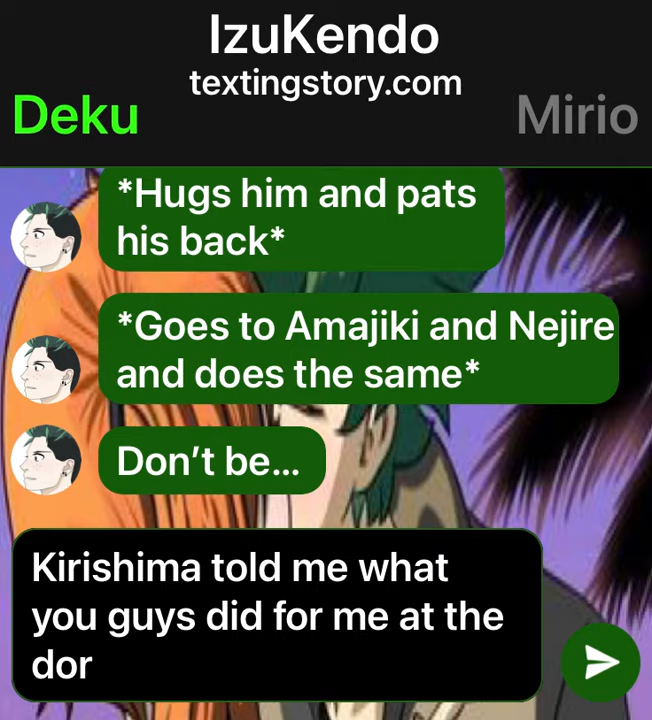 IzuKendo
textingstory.com
Deku
Mirio
*Hugs him and pats
his back*
*Goes to Amajiki and Nejire
and does the same*
Don’t be...
Kirishima told me what
you guys did for me at the
dor